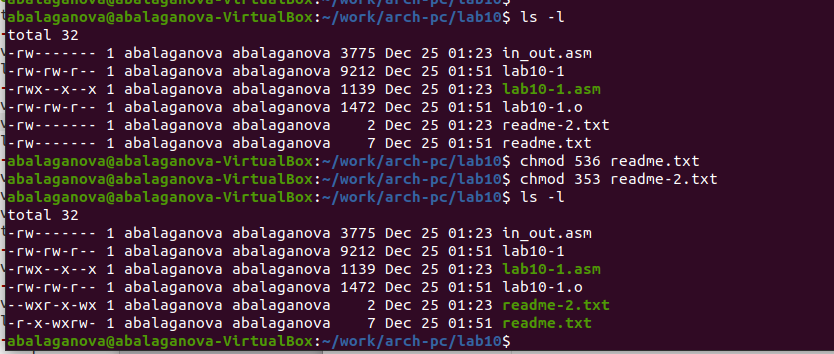 abalaganova@abalaganova-VirtualBox:~/work/arch-pc/lab10$ ls -l
total 32
-rw------- 1 abalaganova abalaganova 3775 Dec 25 01:23 in_out.asm
-rw-rw-r-- 1 abalaganova abalaganova 9212 Dec 25 01:51 lab10-1
-rwx--x--x 1 abalaganova abalaganova 1139 Dec 25 01:23 lab10-1.asm
-rw-rw-r-- 1 abalaganova abalaganova 1472 Dec 25 01:51 lab10-1.o
-rw------- 1 abalaganova abalaganova    2 Dec 25 01:23 readme-2.txt
-rw------- 1 abalaganova abalaganova    7 Dec 25 01:51 readme.txt
abalaganova@abalaganova-VirtualBox:~/work/arch-pc/lab10$ chmod 536 readme.txt
abalaganova@abalaganova-VirtualBox:~/work/arch-pc/lab10$ chmod 353 readme-2.txt
abalaganova@abalaganova-VirtualBox:~/work/arch-pc/lab10$ ls -l
total 32
-rw------- 1 abalaganova abalaganova 3775 Dec 25 01:23 in_out.asm
-rw-rw-r-- 1 abalaganova abalaganova 9212 Dec 25 01:51 lab10-1
-rwx--x--x 1 abalaganova abalaganova 1139 Dec 25 01:23 lab10-1.asm
-rw-rw-r-- 1 abalaganova abalaganova 1472 Dec 25 01:51 lab10-1.o
--wxr-x-wx 1 abalaganova abalaganova    2 Dec 25 01:23 readme-2.txt
-r-x-wxrw- 1 abalaganova abalaganova    7 Dec 25 01:51 readme.txt
abalaganova@abalaganova-VirtualBox:~/work/arch-pc/lab10$